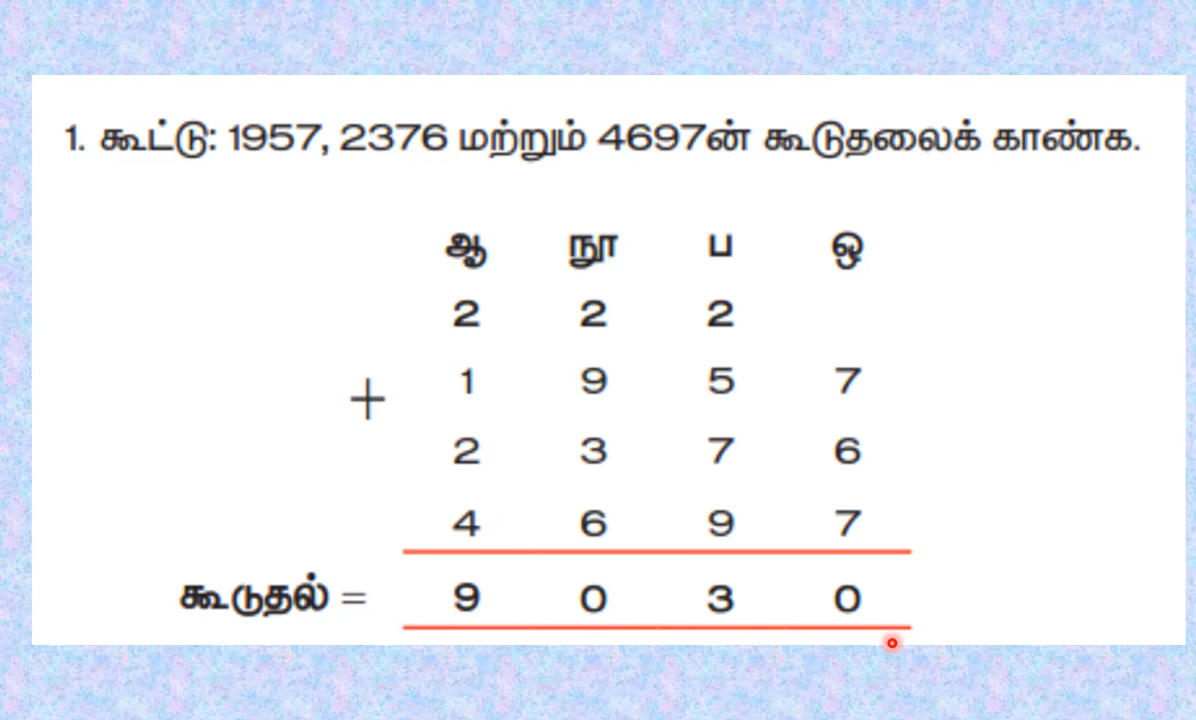 1. கூட்டு: 1957, 2376 மற்றும் 4697ன் கூடுதலைக் காண்க.
ஆ நூ ப ஒ
2 2 2
+ 1 9 5 7
2 3 7 6
4 6 9 7
கூடுதல் = 9 0 3 0